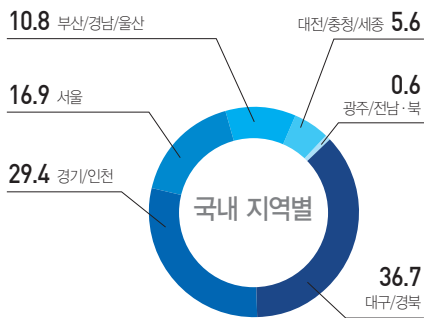 10.8 부산/경남/울산
대전/충청/세종 5.6
16.9 서울
0.6
광주/전남·북
29.4 경기/인천
국내 지역별
36.7
대구/경북